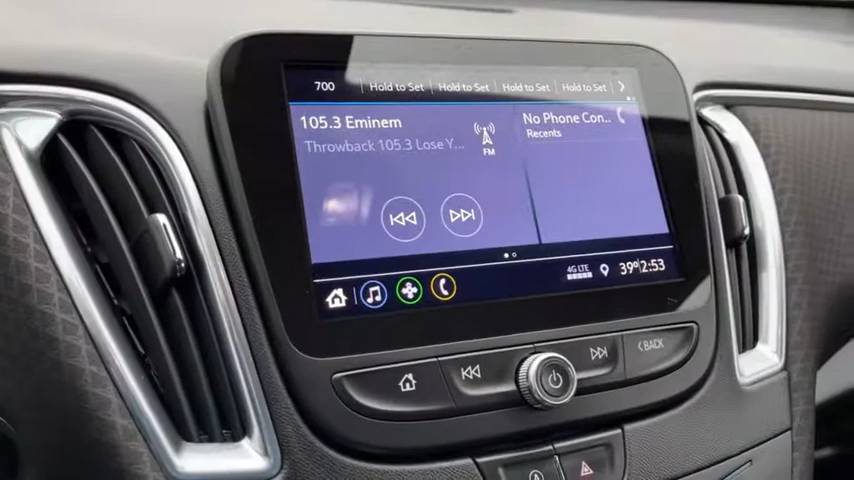 700 Hold to Set Hold to Set Hold to Set Hold to Set
105.3 Eminem
Throwback 105.3|Lose Y...
FM
No Phone Con..
Recents
4G LTE
39° 2:53
BACK
A